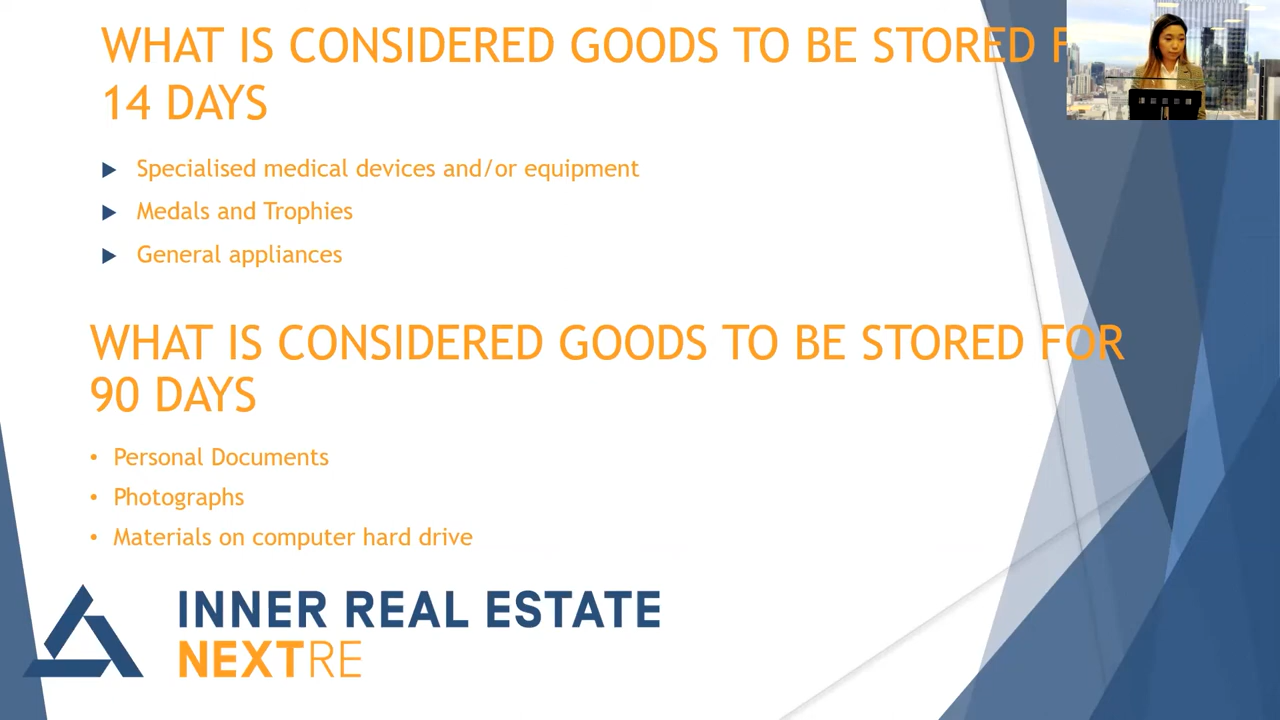 WHAT IS CONSIDERED GOODS TO BE STORED F
14 DAYS
Specialised medical devices and/or equipment
Medals and Trophies
General appliances
WHAT IS CONSIDERED GOODS TO BE STORED FOR
90 DAYS
Personal Documents
Photographs
Materials on computer hard drive
INNER REAL ESTATE
NEXTRE